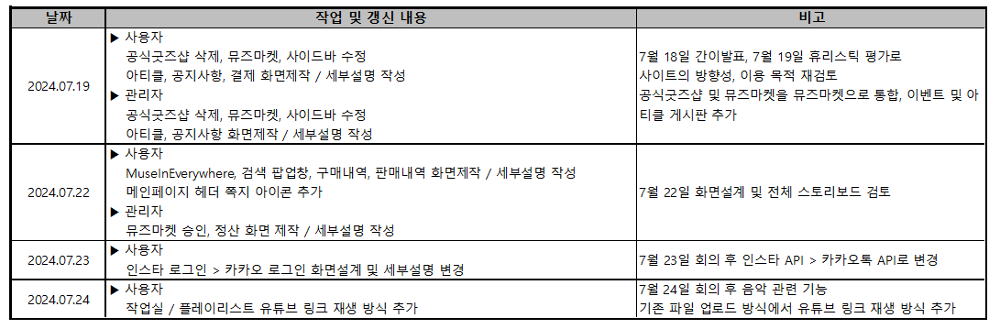 날짜
작업 및 갱신 내용
비고
2024.07.19
▶ 사용자
공식굿즈샵 삭제, 뮤즈마켓, 사이드바 수정
아티클, 공지사항, 결제 화면제작 / 세부설명 작성
▶ 관리자
공식굿즈샵 삭제, 뮤즈마켓, 사이드바 수정
아티클, 공지사항 화면제작 / 세부설명 작성
7월 18일 간이발표, 7월 19일 휴리스틱 평가로
사이트의 방향성, 이용 목적 재검토
공식굿즈샵 및 뮤즈마켓을 뮤즈마켓으로 통합, 이벤트 및 아
티클 게시판 추가
2024.07.22
▶ 사용자
MuseInEverywhere, 검색 팝업창, 구매내역, 판매내역 화면제작 / 세부설명 작성
메인페이지 헤더 쪽지 아이콘 추가
▶ 관리자
뮤즈마켓 승인, 정산 화면 제작 / 세부설명 작성
7월 22일 화면설계 및 전체 스토리보드 검토
2024.07.23
▶ 사용자
인스타 로그인 > 카카오 로그인 화면설계 및 세부설명 변경
7월 23일 회의 후 인스타 API > 카카오톡 API로 변경
2024.07.24
▶ 사용자
작업실 / 플레이리스트 유튜브 링크 재생 방식 추가
7월 24일 회의 후 음악 관련 기능
기존 파일 업로드 방식에서 유튜브 링크 재생 방식 추가